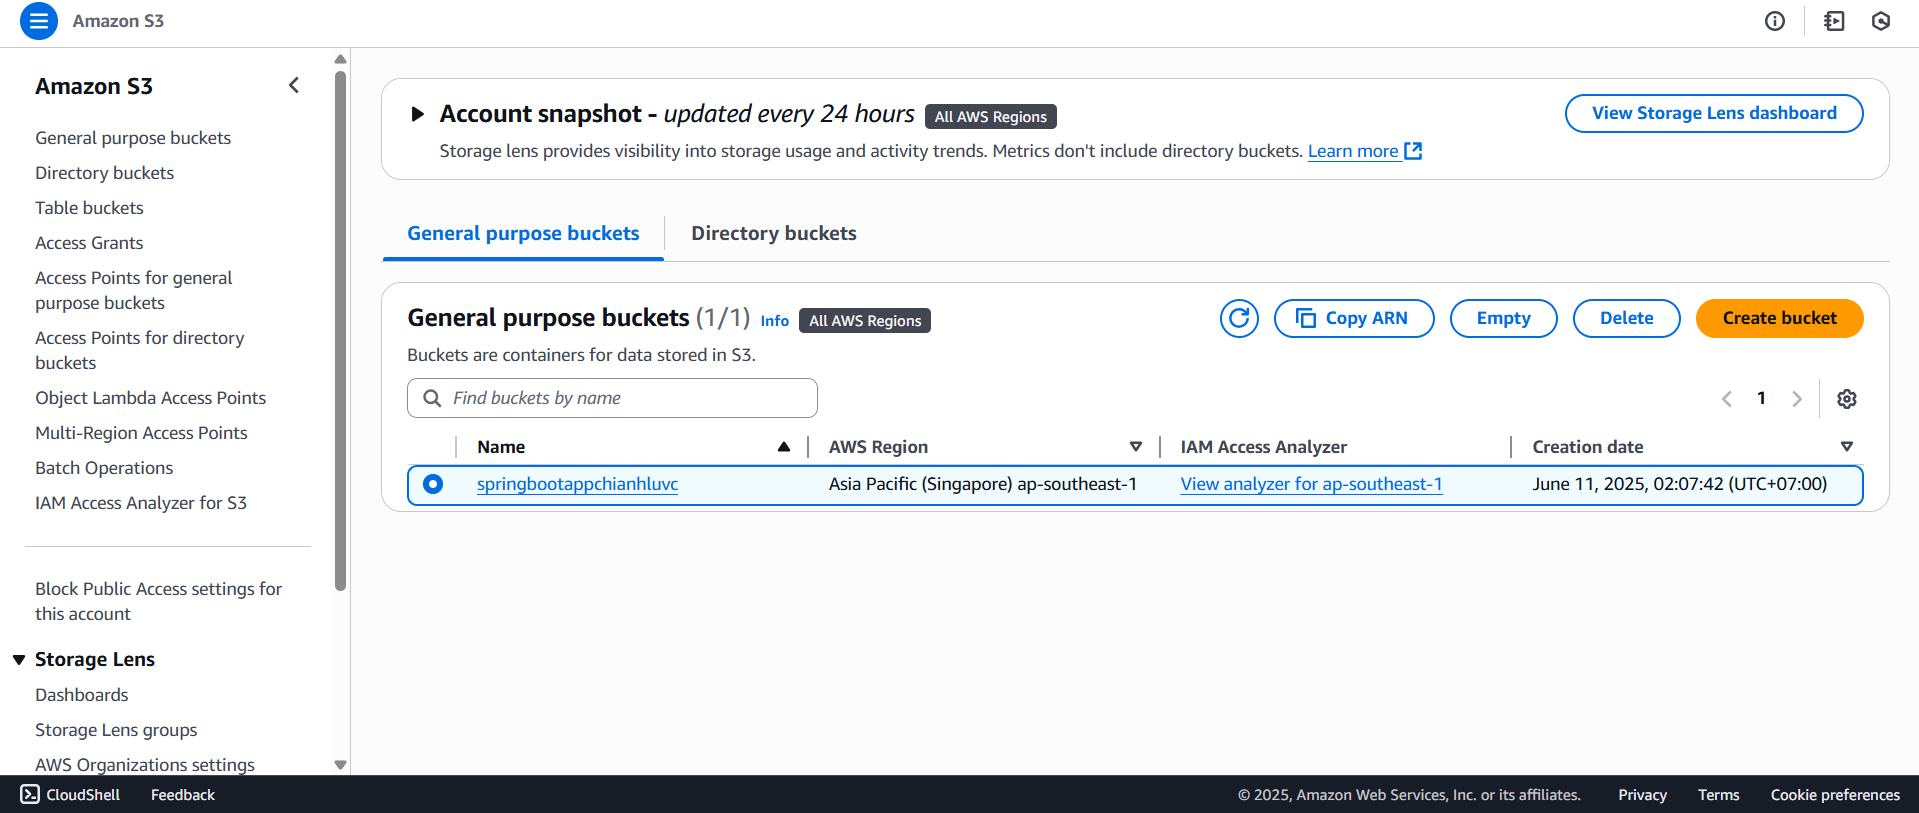 Amazon S3
Amazon S3
General purpose buckets
Directory buckets
Table buckets
Access Grants
Access Points for general
purpose buckets
Access Points for directory
buckets
Object Lambda Access Points
Multi-Region Access Points
Batch Operations
IAM Access Analyzer for S3
Block Public Access settings for
this account
Storage Lens
Dashboards
Storage Lens groups
AWS Organizations settings
Account snapshot - updated every 24 hours All AWS Regions
View Storage Lens dashboard
Storage lens provides visibility into storage usage and activity trends. Metrics don't include directory buckets. Learn more
General purpose buckets Directory buckets
General purpose buckets (1/1) Info All AWS Regions
Copy ARN Empty Delete Create bucket
Buckets are containers for data stored in S3.
Find buckets by name
1
Name AWS Region IAM Access Analyzer Creation date
springbootappchianhluvc Asia Pacific (Singapore) ap-southeast-1 View analyzer for ap-southeast-1 June 11, 2025, 02:07:42 (UTC+07:00)
CloudShell Feedback © 2025, Amazon Web Services, Inc. or its affiliates. Privacy Terms Cookie preferences